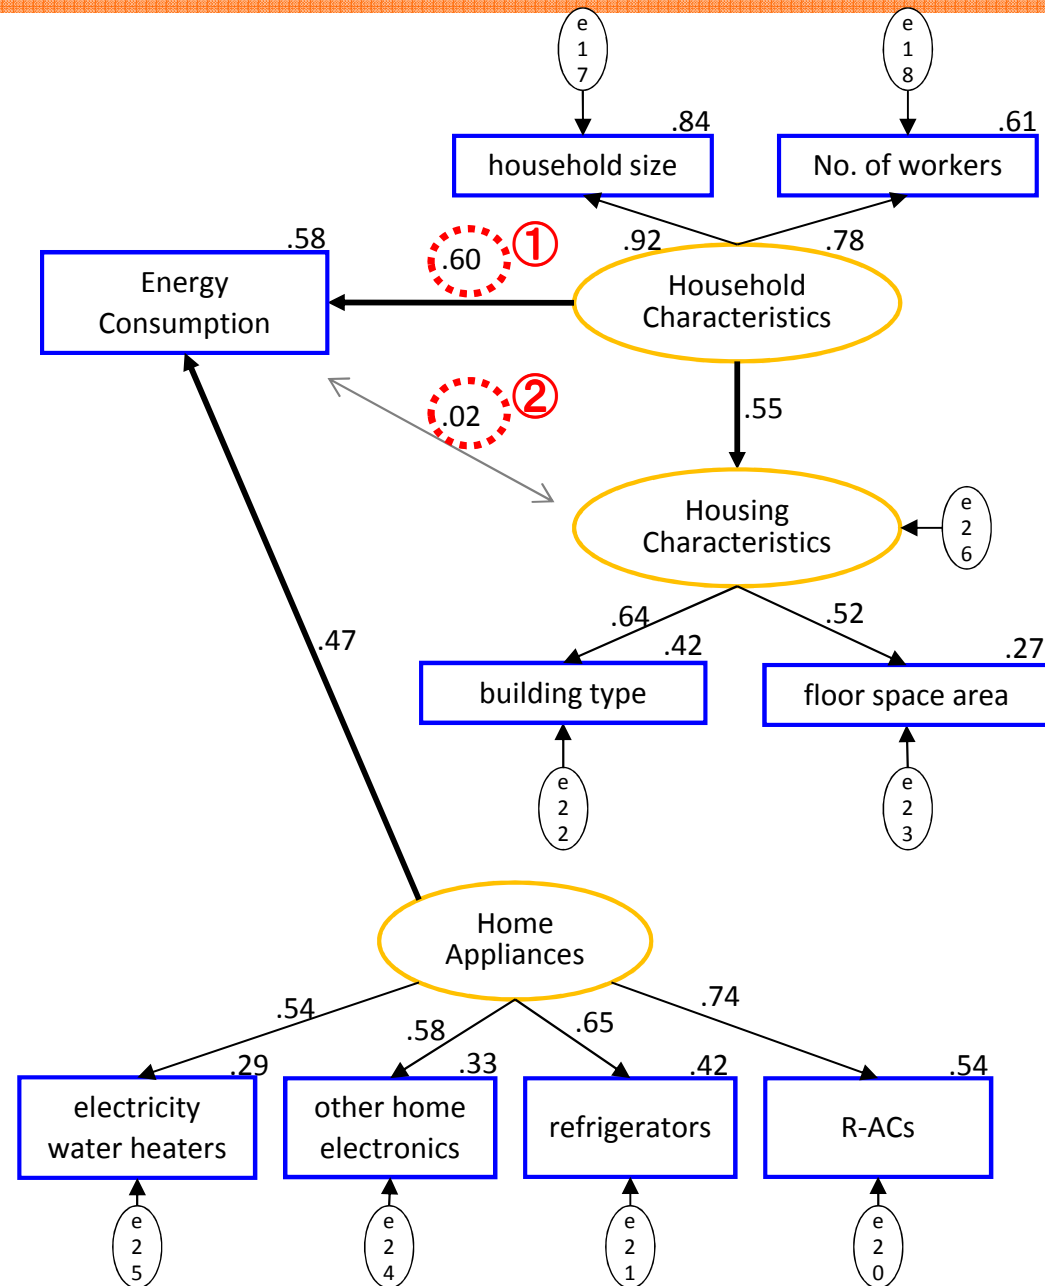 e
1
7
e
1
8
.84
.61
household size
No. of workers
.58
.60
①
.92
.78
Energy
Consumption
Household
Characteristics
.02
②
.55
Housing
Characteristics
e
2
6
.47
.64
.52
.42
.27
building type
floor space area
e
2
2
e
2
3
Home
Appliances
.54
.58
.65
.74
.29
.33
.42
.54
electricity
water heaters
other home
electronics
refrigerators
R-ACs
e
2
5
e
2
4
e
2
1
e
2
0